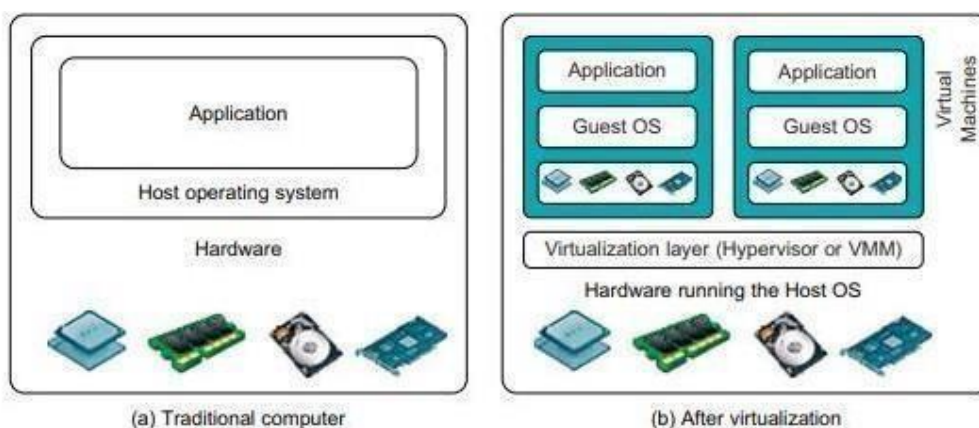 Application
Host operating system
Hardware
(a) Traditional computer
Application
Guest OS
Application
Guest OS
Virtual
Machines
Virtualization layer (Hypervisor or VMM)
Hardware running the Host OS
(b) After virtualization